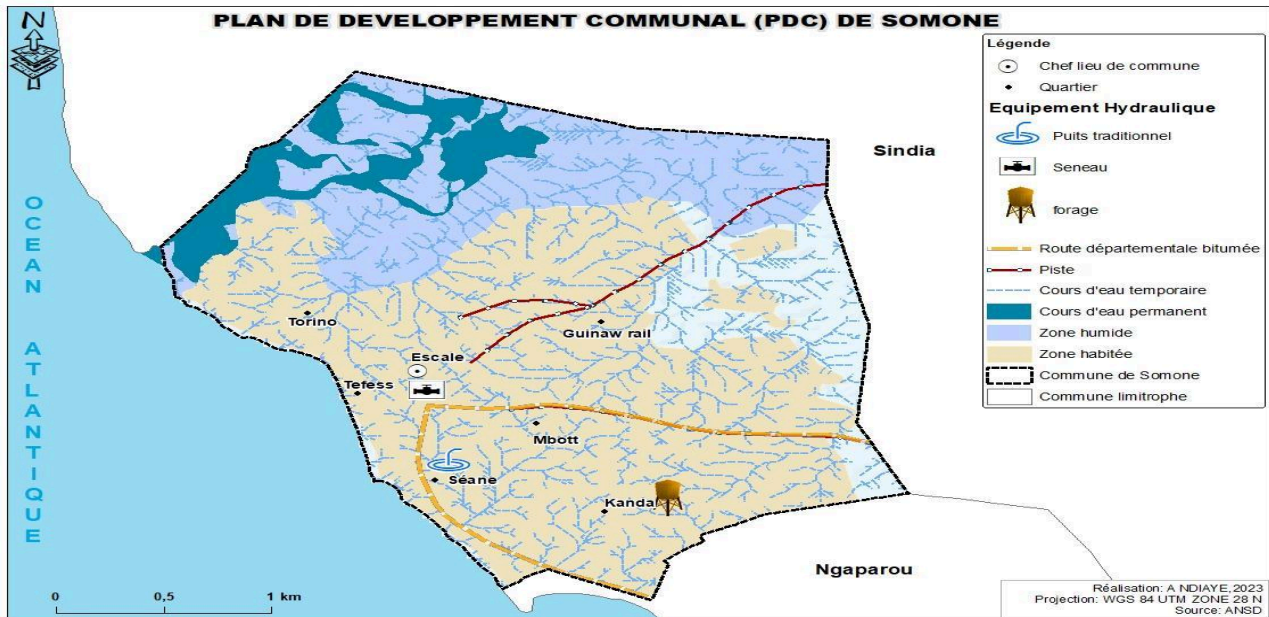 PLAN DE DEVELOPPEMENT COMMUNAL (PDC) DE SOMONE
N
Légende
Chef lieu de commune
Quartier
Equipement Hydraulique
Puits traditionnel
Seneau
forage
Route départementale bitumée
Piste
Cours d'eau temporaire
Cours d'eau permanent
Zone humide
Zone habitée
Commune de Somone
Commune limitrophe
Sindia
OCEAN ATLANTIQUE
Torino
Guinaw rail
Escale
Tefess
Mbott
Séane
Kanda
Ngaparou
0 0,5 1 km
Réalisation: A NDIAYE,2023
Projection: WGS 84 UTM ZONE 28 N
Source: ANSD